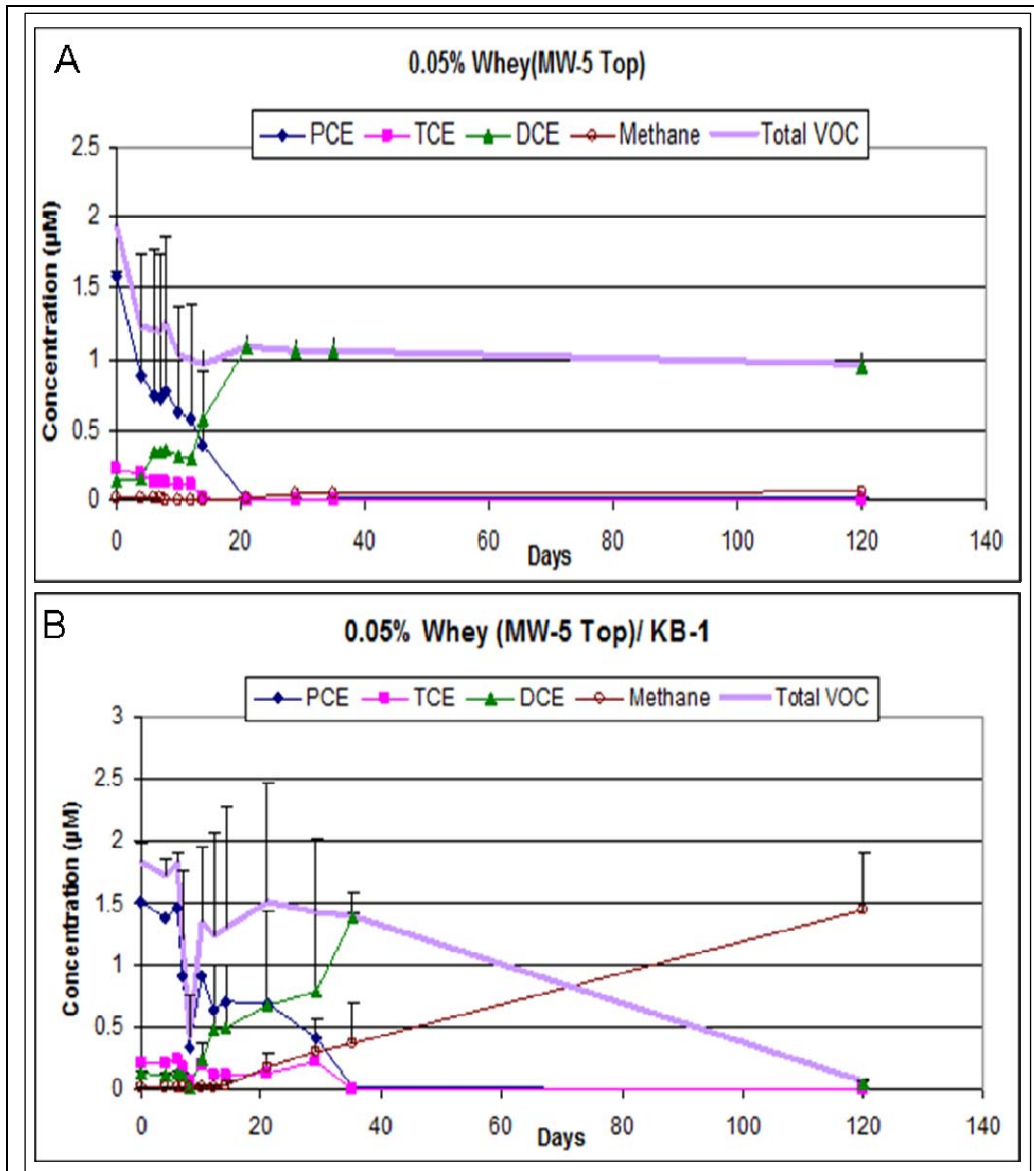 A
0.05% Whey(MW-5 Top)
PCE TCE DCE Methane Total VOC
Concentration (µM)
2.5
2
1.5
1
0.5
0
0 20 40 60 80 100 120 140
Days
B
0.05% Whey (MW-5 Top)/ KB-1
PCE TCE DCE Methane Total VOC
Concentration (µM)
3
2.5
2
1.5
1
0.5
0
0 20 40 60 80 100 120 140
Days